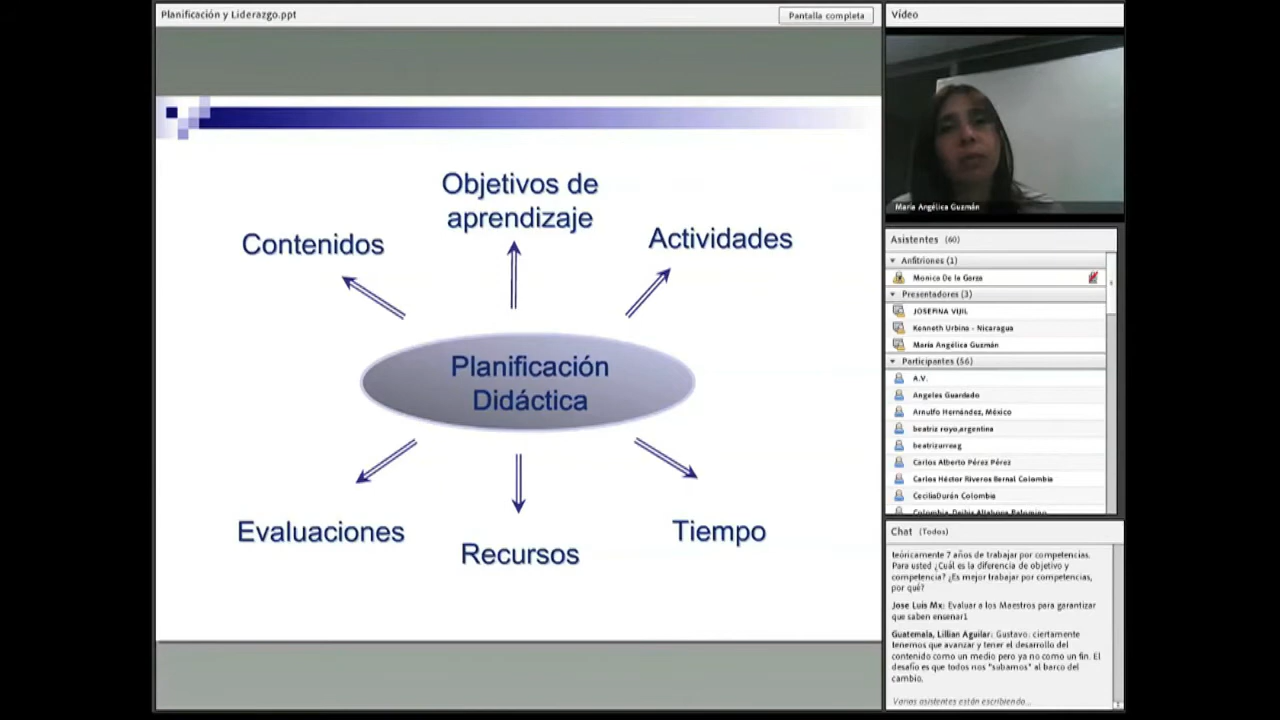 Planificación y Liderazgo.ppt
Pantalla completa
Objetivos de
aprendizaje
Contenidos
Actividades
Planificación
Didáctica
Evaluaciones
Recursos
Tiempo
Vídeo
María Angélica Guzmán
Asistentes (60)
Anfitriones (1)
Monica De la Garza
Presentadores (3)
JOSEFINA VIJIL
Kenneth Urbina - Nicaragua
María Angélica Guzmán
Participantes (56)
A.V.
Angeles Guardado
Arnulfo Hernández, México
beatriz royo,argentina
beatrizurreag
Carlos Alberto Pérez Pérez
Carlos Héctor Riveros Bernal Colombia
CeciliaDurán Colombia
Chat (Todos)
teóricamente 7 años de trabajar por competencias.
Para usted ¿Cuál es la diferencia de objetivo y
competencia? ¿Es mejor trabajar por competencias,
por qué?
Jose Luis Mx: Evaluar a los Maestros para garantizar
que saben ensenar1
Guatemala, Lillian Aguilar: Gustavo: ciertamente
tenemos que avanzar y tener el desarrollo del
contenido como un medio pero ya no como un fin. El
desafío es que todos nos "subamos" al barco del
cambio.
Varios asistentes están escribiendo...